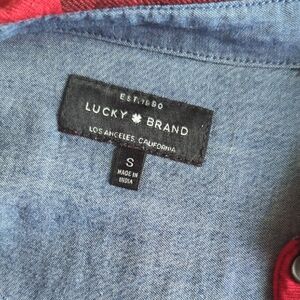 EST. 1990
LUCKY BRAND
LOS ANGELES, CALIFORNIA
S
MADE IN
INDIA